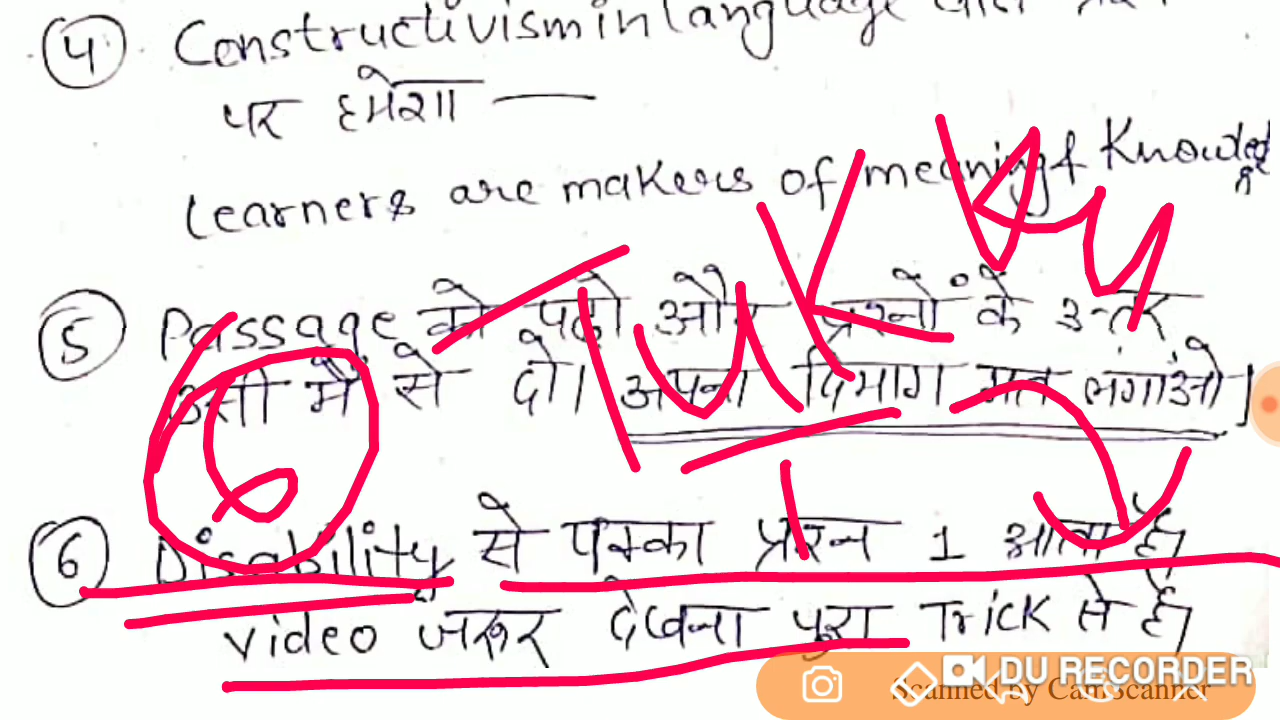 ④ Constructivism in language
पर हमेशा —
Learners are makers of meaning & Knowledge
⑤ Passage को पढ़ो और प्रश्नों के उत्तर
उसी में से दो। अपना दिमाग मत लगाओ।
⑥ Disability से पक्का प्रश्न 1 आता है।
video जरूर देखना पूरा Trick से है।
DU RECORDER
Scanned by CamScanner
6